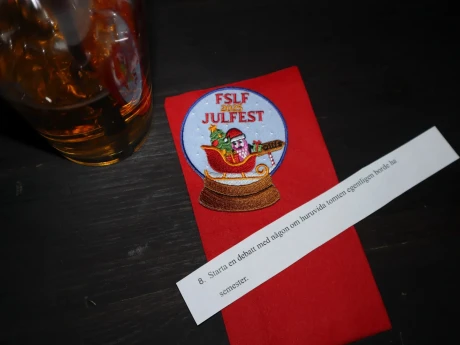 FSLF
JULFEST
8. Starta en debatt med någon om huruvida tomten egentligen borde ha
semester.